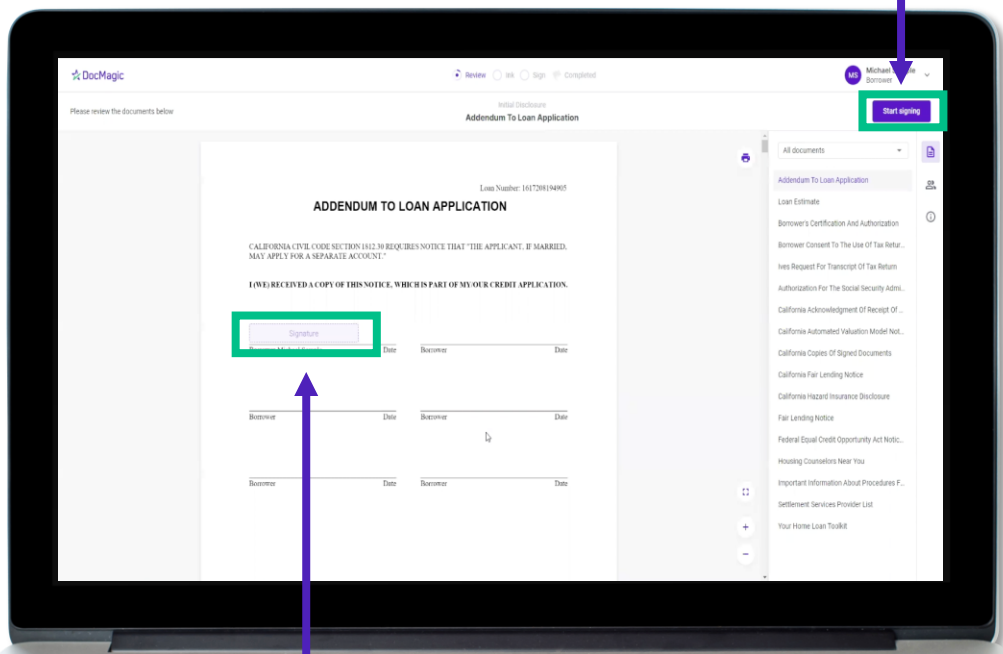 DocMagic
Review Ink Sign Completed
MS Michael
Borrower
Please review the documents below
Initial Disclosure
Addendum To Loan Application
Start signing
Loan Number: 1617208194905
ADDENDUM TO LOAN APPLICATION
CALIFORNIA CIVIL CODE SECTION 1812.30 REQUIRES NOTICE THAT "THE APPLICANT, IF MARRIED,
MAY APPLY FOR A SEPARATE ACCOUNT."
I (WE) RECEIVED A COPY OF THIS NOTICE, WHICH IS PART OF MY/OUR CREDIT APPLICATION.
Signature
Date Borrower Date
Borrower Date Borrower Date
Borrower Date Borrower Date
All documents
Addendum To Loan Application
Loan Estimate
Borrower's Certification And Authorization
Borrower Consent To The Use Of Tax Retur...
Ives Request For Transcript Of Tax Return
Authorization For The Social Security Admi...
California Acknowledgment Of Receipt Of ...
California Automated Valuation Model Not...
California Copies Of Signed Documents
California Fair Lending Notice
California Hazard Insurance Disclosure
Fair Lending Notice
Federal Equal Credit Opportunity Act Notic...
Housing Counselors Near You
Important Information About Procedures F...
Settlement Services Provider List
Your Home Loan Toolkit